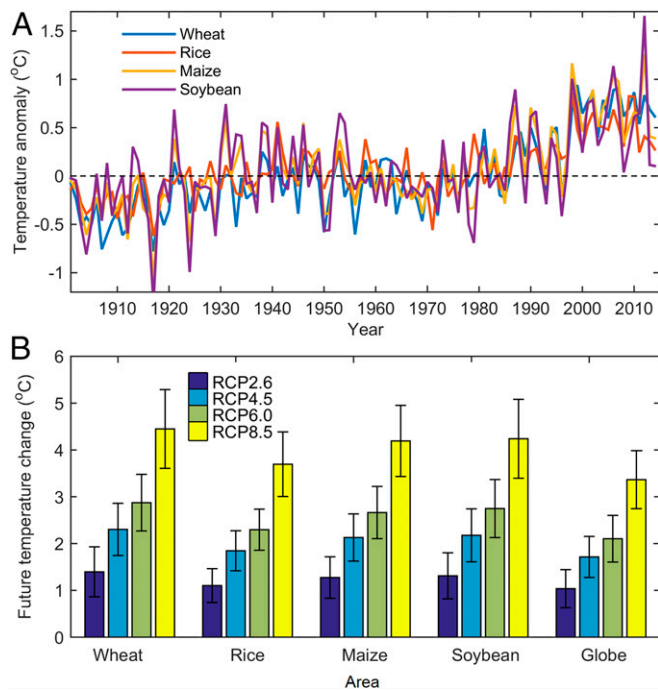 A
Temperature anomaly (°C)
1.5
1
0.5
0
-0.5
-1
Wheat
Rice
Maize
Soybean
1910 1920 1930 1940 1950 1960 1970 1980 1990 2000 2010
Year
B
Future temperature change (°C)
6
5
4
3
2
1
0
RCP2.6
RCP4.5
RCP6.0
RCP8.5
Wheat Rice Maize Soybean Globe
Area